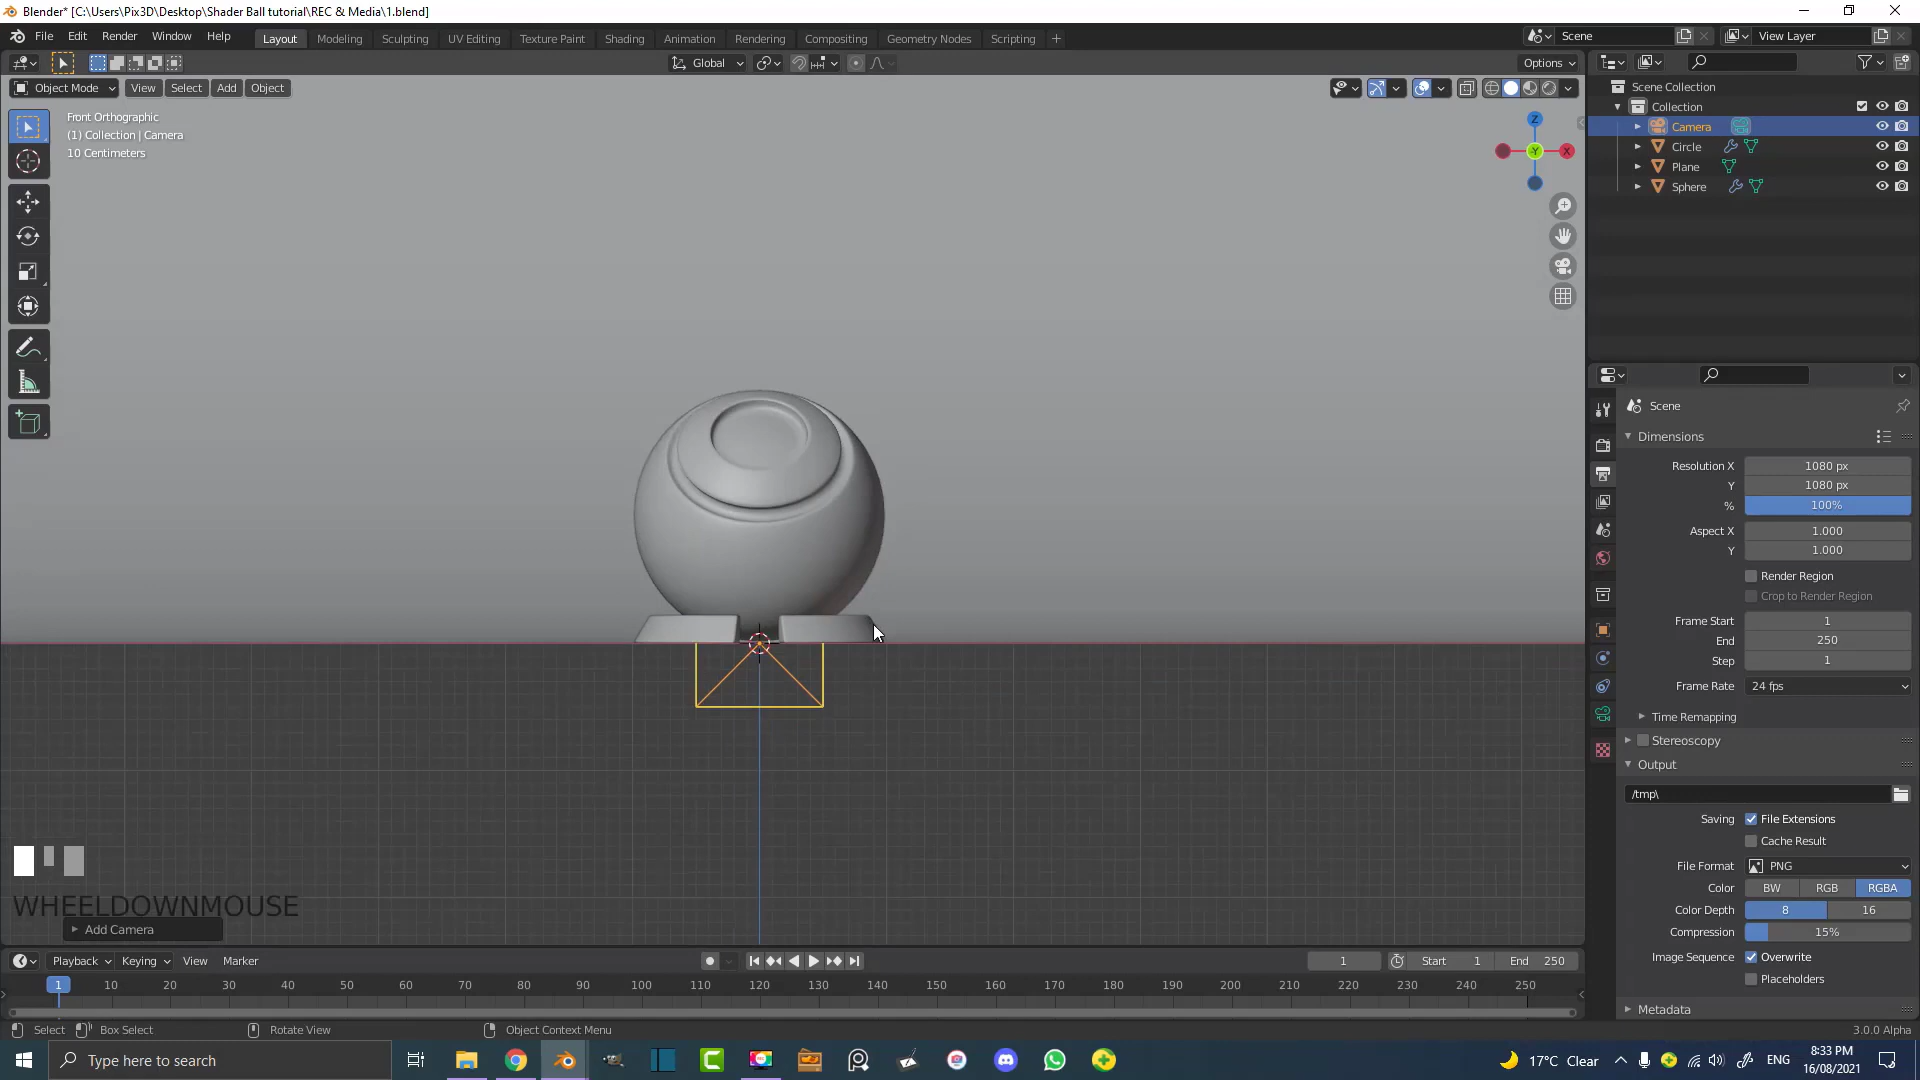 Blender* [C:\Users\Pix3D\Desktop\Shader Ball tutorial\REC & Media\1.blend]
File Edit Render Window Help Layout Modeling Sculpting UV Editing Texture Paint Shading Animation Rendering Compositing Geometry Nodes Scripting + Scene View Layer
Global Options
Object Mode View Select Add Object
Front Orthographic
(1) Collection | Camera
10 Centimeters
Z
Y
X
Scene Collection
Collection
Camera
Circle
Plane
Sphere
Scene
Dimensions
Resolution X 1080 px
Y 1080 px
% 100%
Aspect X 1.000
Y 1.000
Render Region
Crop to Render Region
Frame Start 1
End 250
Step 1
Frame Rate 24 fps
Time Remapping
Stereoscopy
Output
/tmp\
Saving File Extensions
Cache Result
File Format PNG
Color BW RGB RGBA
Color Depth 8 16
Compression 15%
Image Sequence Overwrite
Placeholders
Metadata
WHEELDOWNMOUSE
Add Camera
Playback Keying View Marker 1 Start 1 End 250
1 10 20 30 40 50 60 70 80 90 100 110 120 130 140 150 160 170 180 190 200 210 220 230 240 250
Select Box Select Rotate View Object Context Menu 3.0.0 Alpha
Type here to search 17°C Clear ENG 8:33 PM
16/08/2021